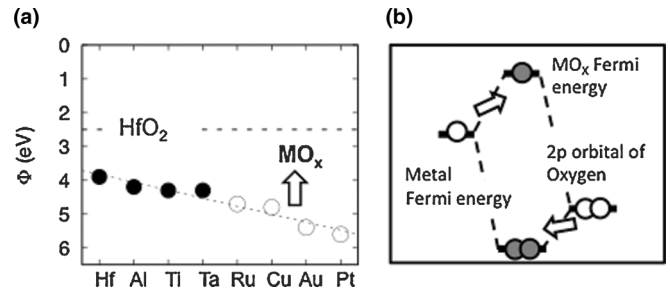 (a)
(b)
0
1
2
3
4
5
6
Φ (eV)
HfO2
MOx
Hf Al Ti Ta Ru Cu Au Pt
MOx Fermi
energy
Metal
Fermi energy
2p orbital of
Oxygen